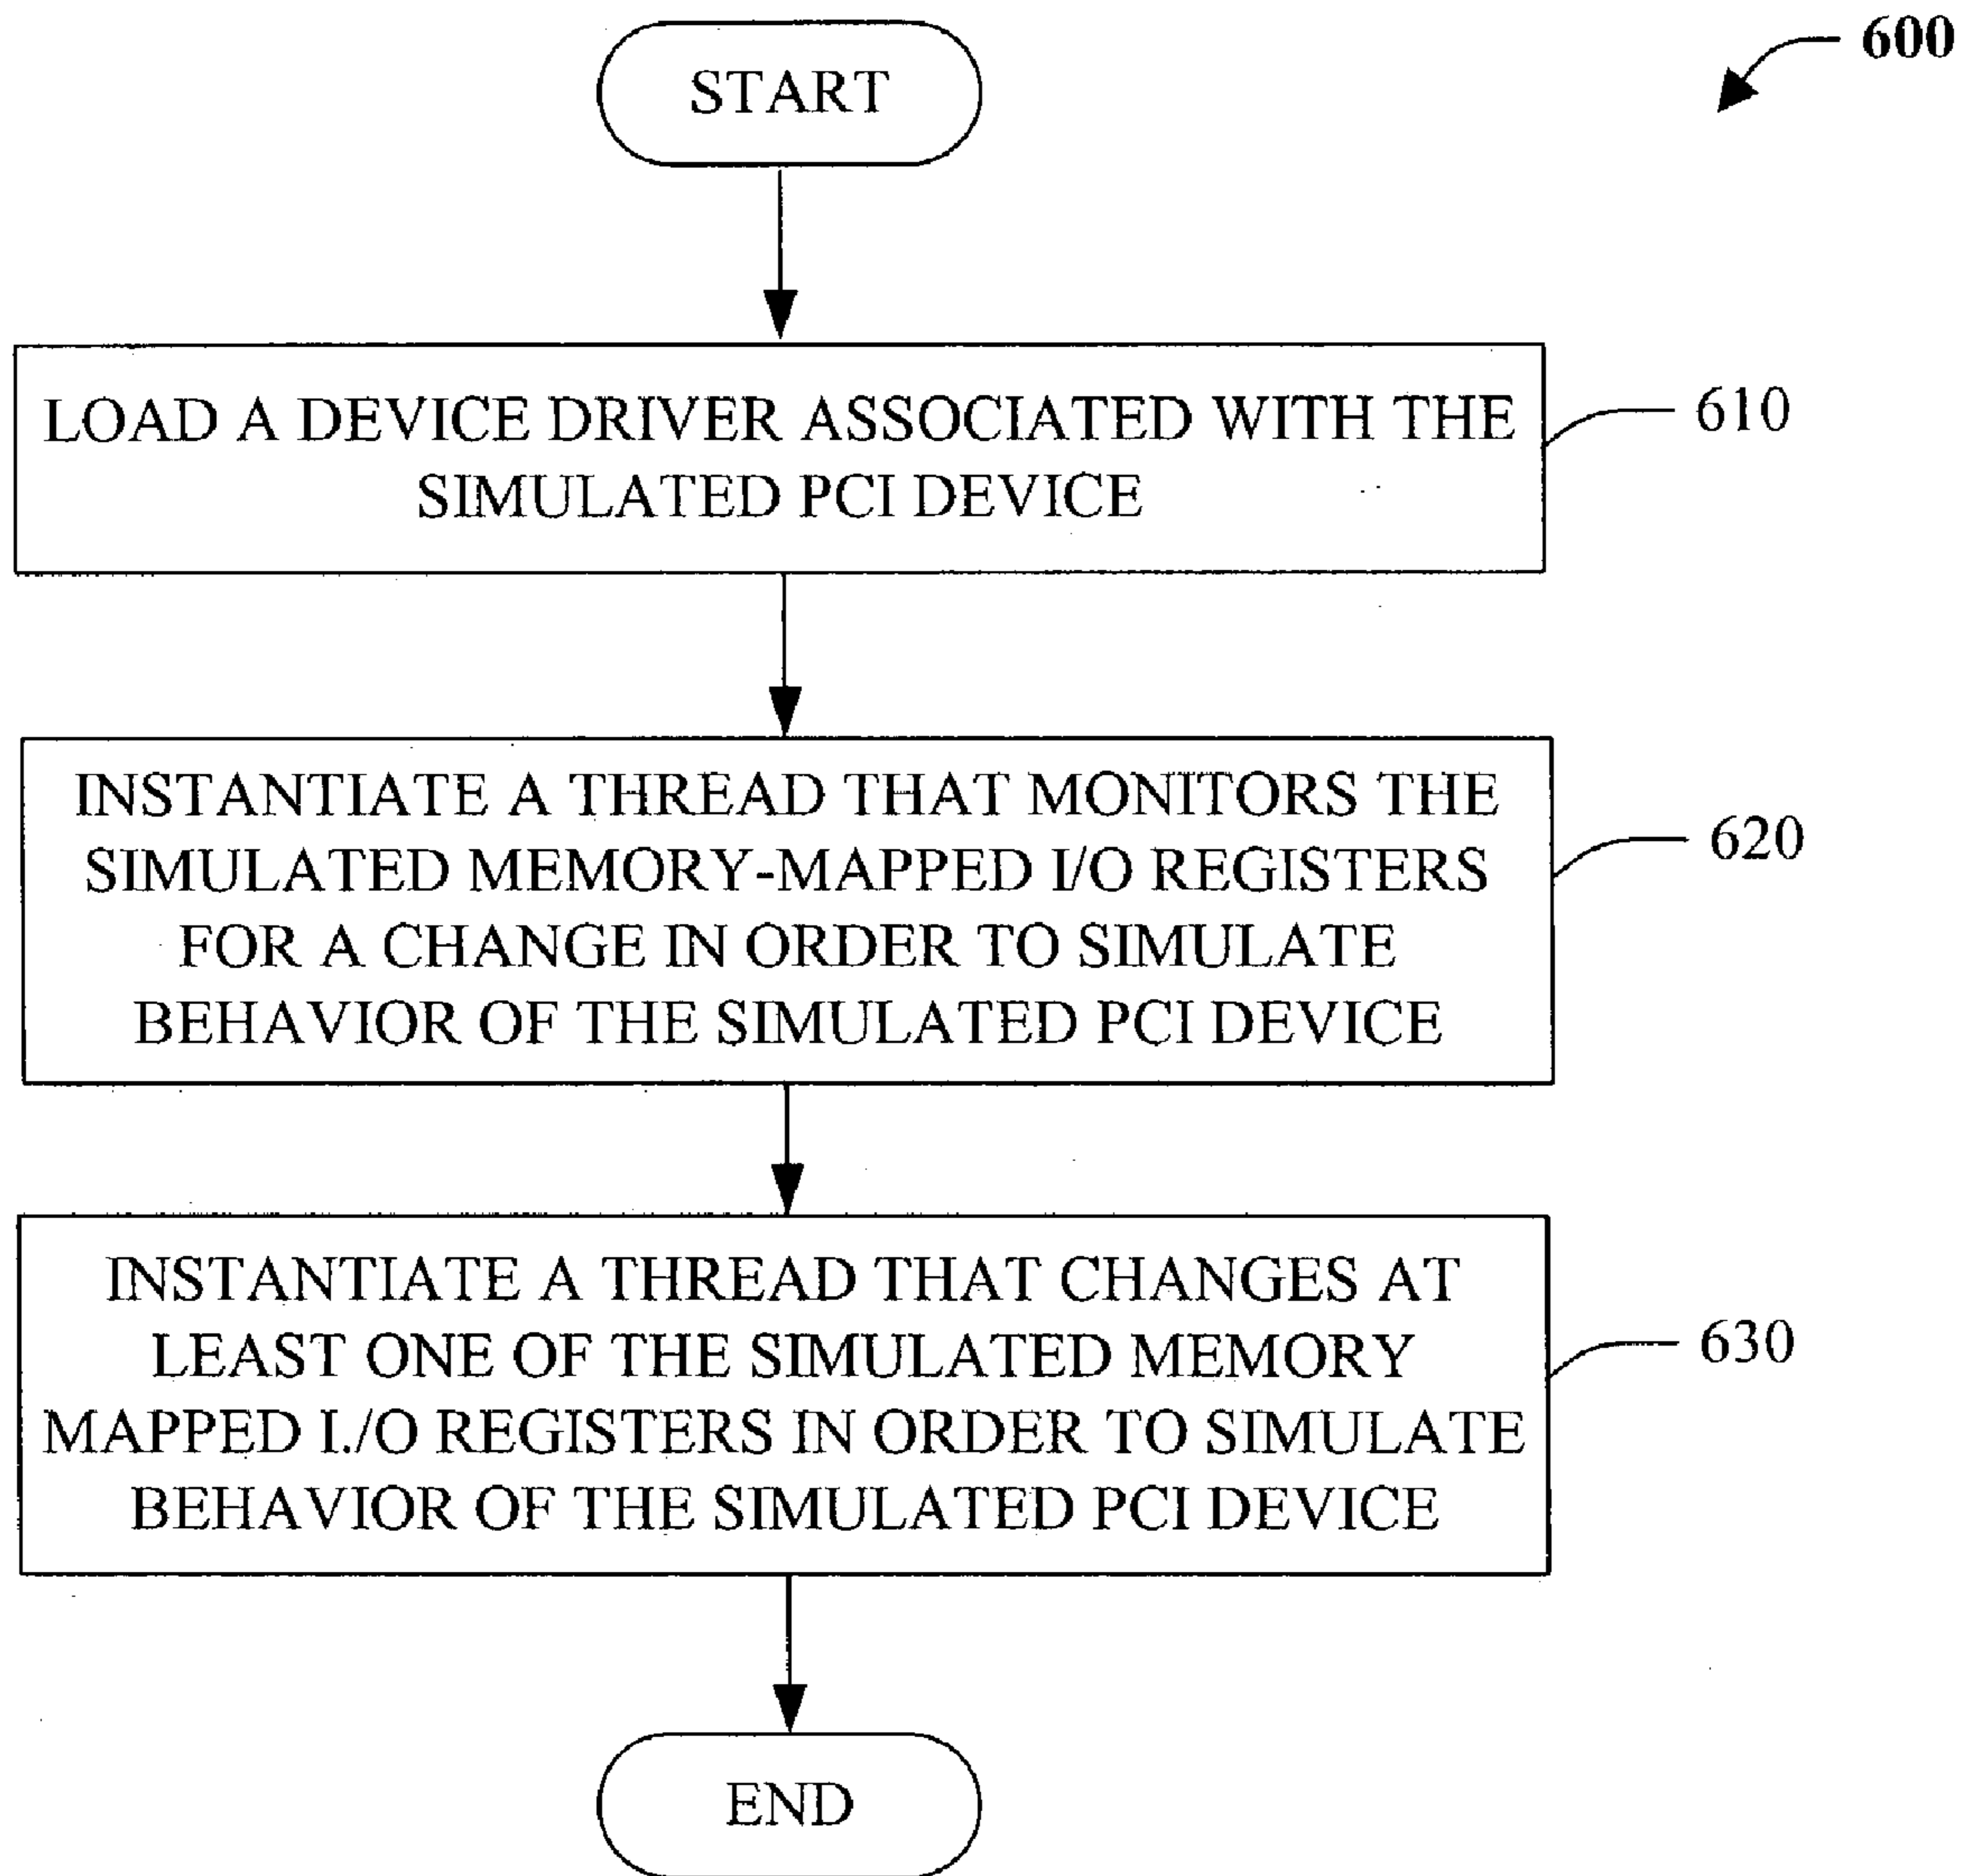 600
START
LOAD A DEVICE DRIVER ASSOCIATED WITH THE
SIMULATED PCI DEVICE
610
INSTANTIATE A THREAD THAT MONITORS THE
SIMULATED MEMORY-MAPPED I/O REGISTERS
FOR A CHANGE IN ORDER TO SIMULATE
BEHAVIOR OF THE SIMULATED PCI DEVICE
620
INSTANTIATE A THREAD THAT CHANGES AT
LEAST ONE OF THE SIMULATED MEMORY
MAPPED I./O REGISTERS IN ORDER TO SIMULATE
BEHAVIOR OF THE SIMULATED PCI DEVICE
630
END